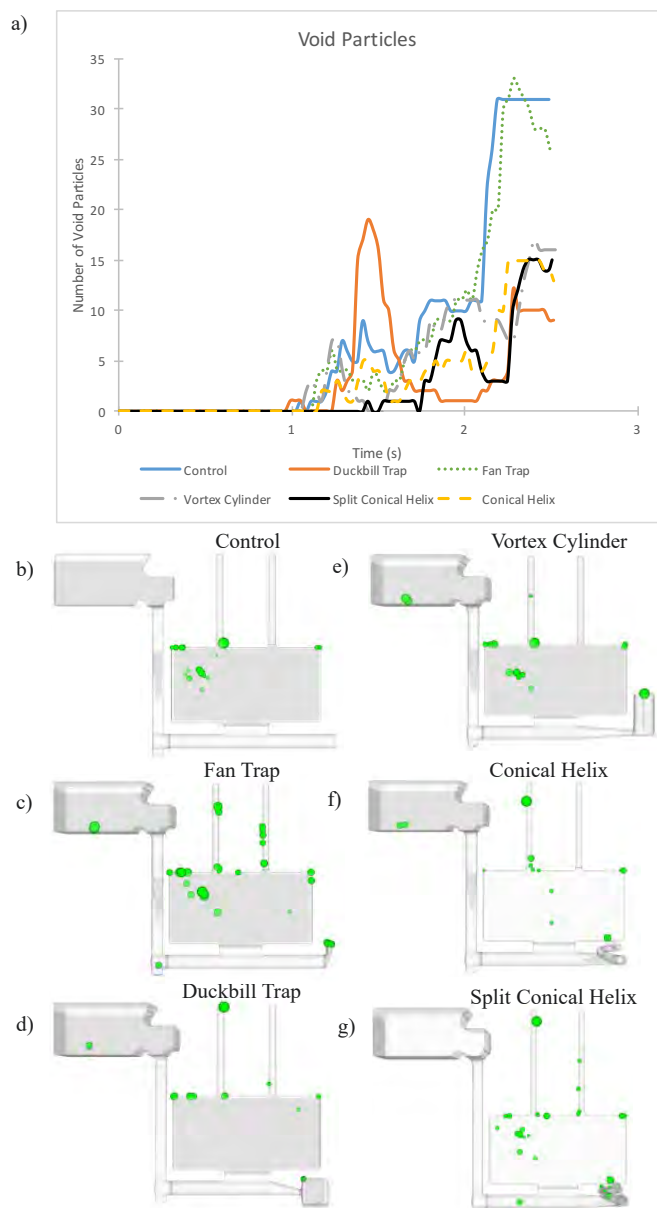 a)
Void Particles
35
30
25
20
15
10
5
0
Number of Void Particles
0 1 2 3
Time (s)
Control Duckbill Trap Fan Trap
Vortex Cylinder Split Conical Helix Conical Helix
b) Control
e) Vortex Cylinder
c) Fan Trap
f) Conical Helix
d) Duckbill Trap
g) Split Conical Helix